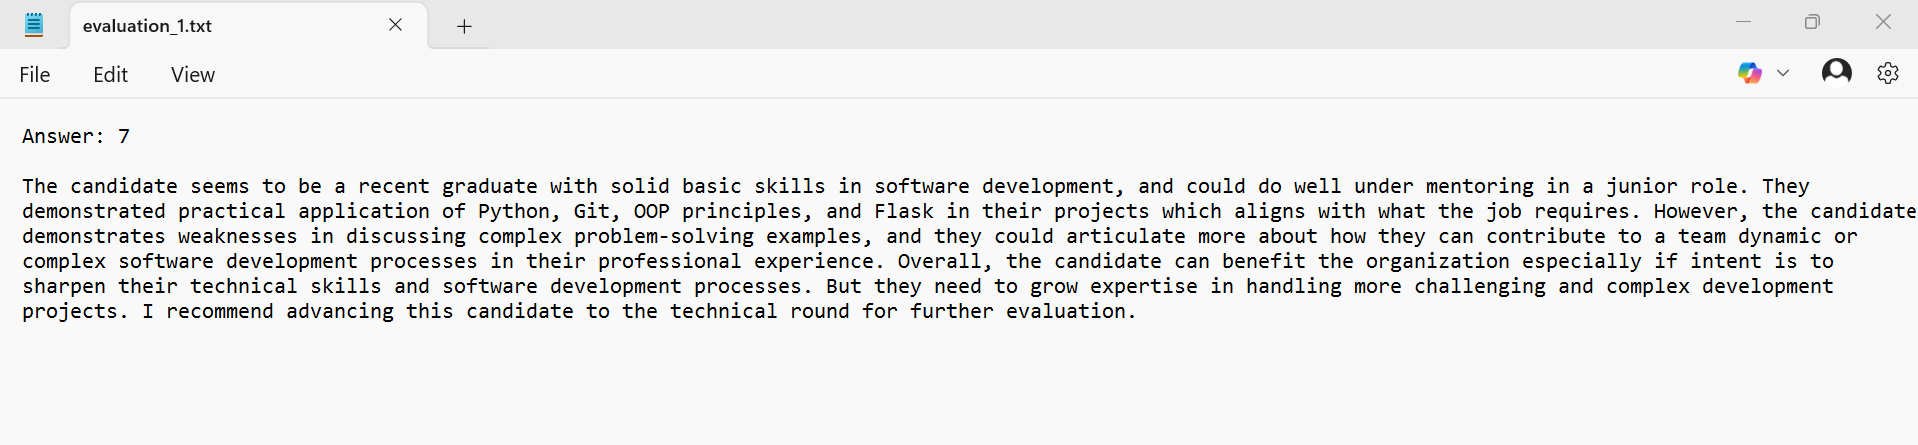 evaluation_1.txt
File Edit View
Answer: 7
The candidate seems to be a recent graduate with solid basic skills in software development, and could do well under mentoring in a junior role. They
demonstrated practical application of Python, Git, OOP principles, and Flask in their projects which aligns with what the job requires. However, the candidate
demonstrates weaknesses in discussing complex problem-solving examples, and they could articulate more about how they can contribute to a team dynamic or
complex software development processes in their professional experience. Overall, the candidate can benefit the organization especially if intent is to
sharpen their technical skills and software development processes. But they need to grow expertise in handling more challenging and complex development
projects. I recommend advancing this candidate to the technical round for further evaluation.